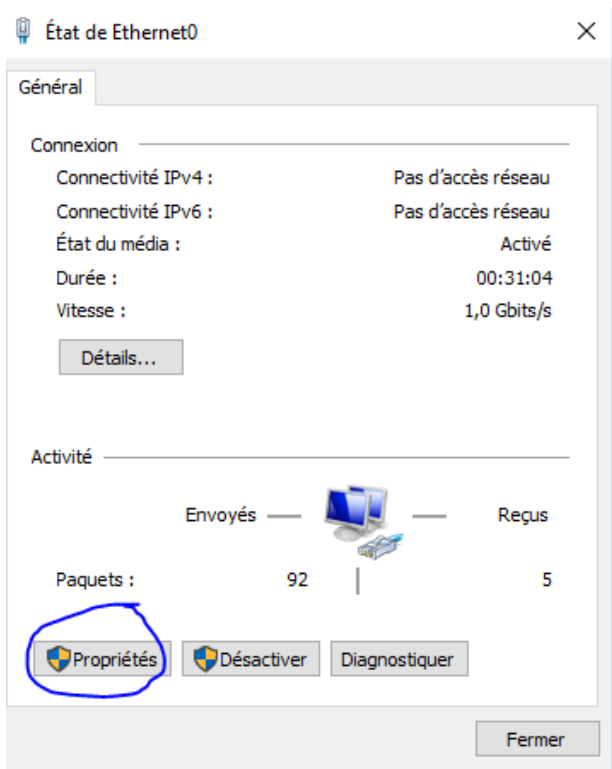 État de Ethernet0
Général
Connexion
Connectivité IPv4 : Pas d’accès réseau
Connectivité IPv6 : Pas d’accès réseau
État du média : Activé
Durée : 00:31:04
Vitesse : 1,0 Gbits/s
Détails...
Activité
Envoyés Reçus
Paquets : 92 5
Propriétés Désactiver Diagnostiquer
Fermer